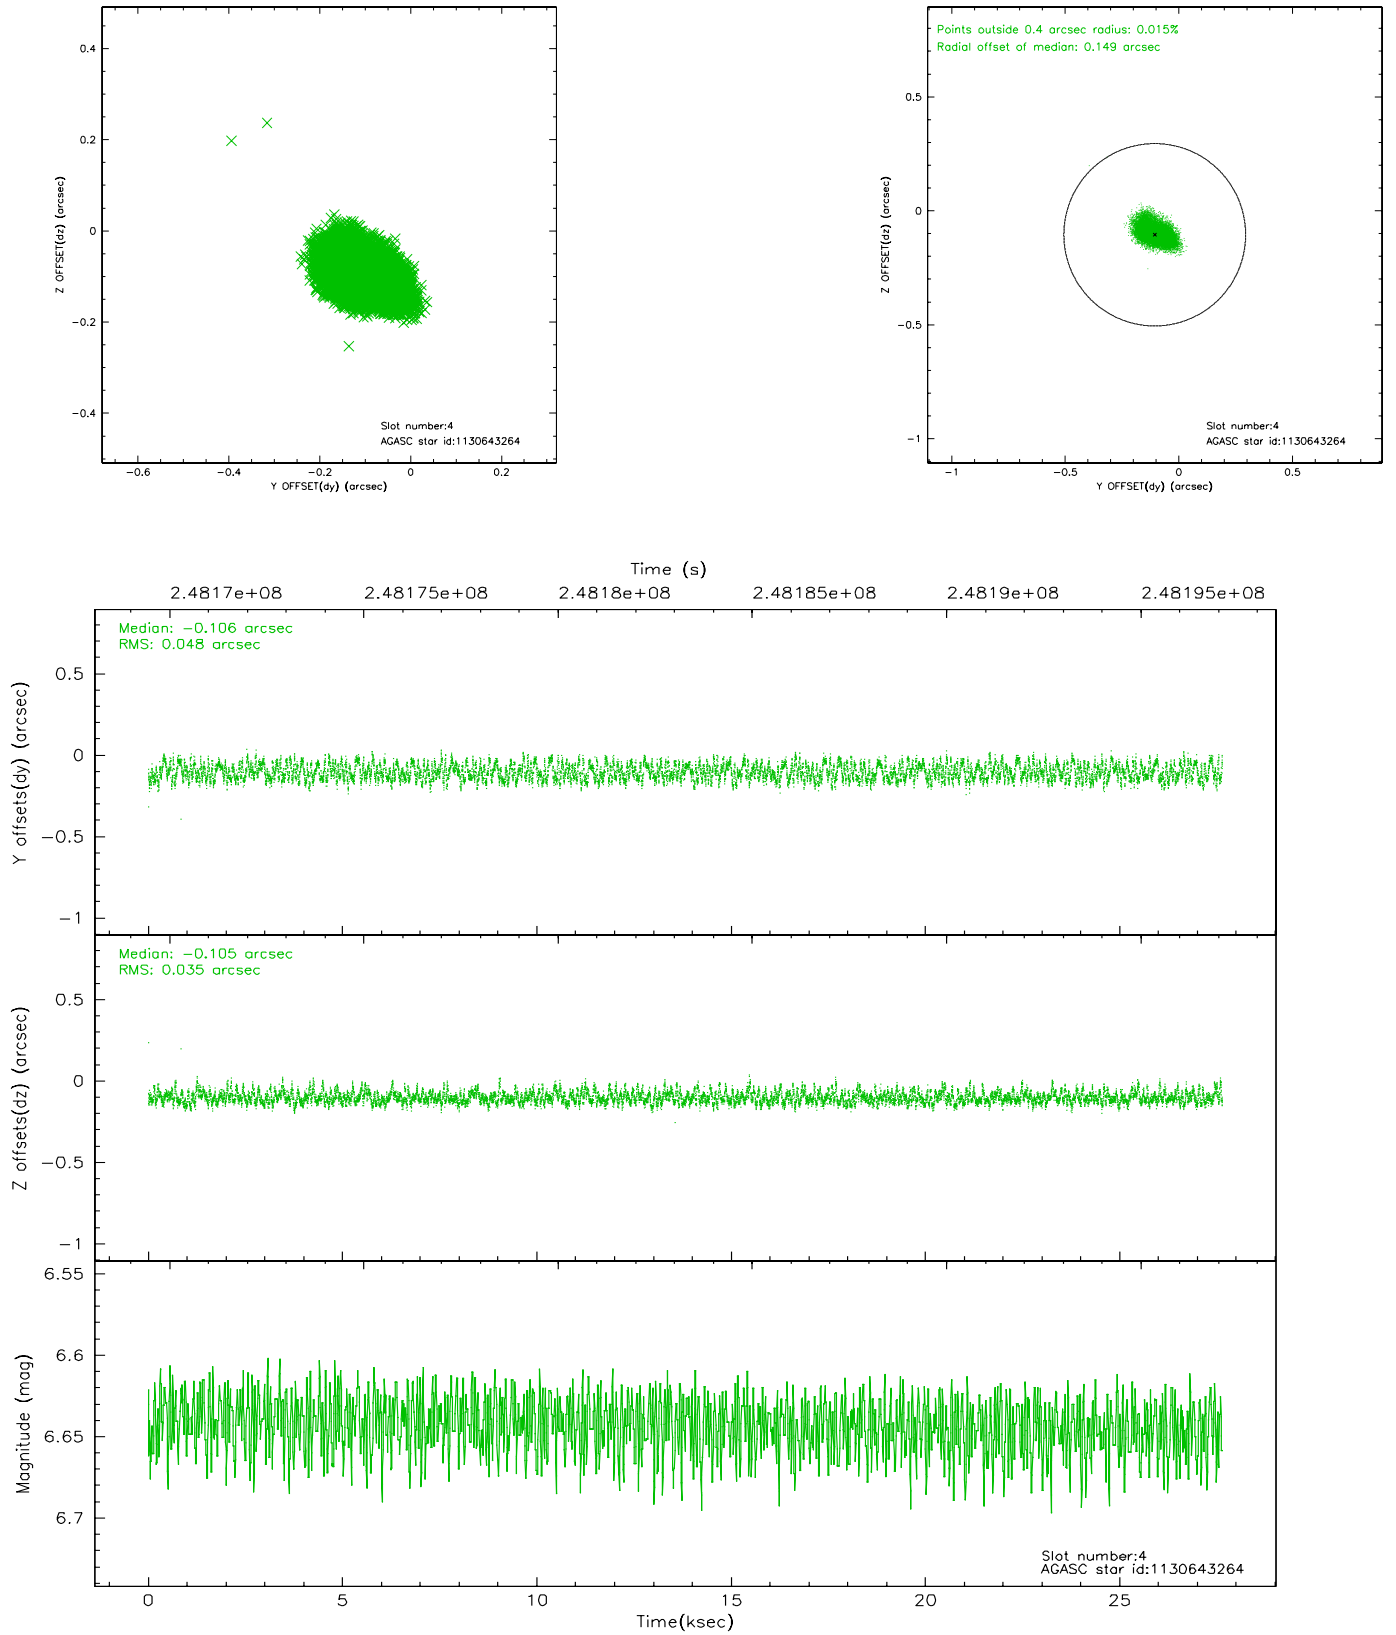 0.4
0.2
0
-0.2
-0.4
Z OFFSET(dz) (arcsec)
Slot number:4
AGASC star id:1130643264
-0.6 -0.4 -0.2 0 0.2
Y OFFSET(dy) (arcsec)
Points outside 0.4 arcsec radius: 0.015%
Radial offset of median: 0.149 arcsec
0.5
0
-0.5
-1
Z OFFSET(dz) (arcsec)
Slot number:4
AGASC star id:1130643264
-1 -0.5 0 0.5
Y OFFSET(dy) (arcsec)
Time (s)
2.4817e+08 2.48175e+08 2.4818e+08 2.48185e+08 2.4819e+08 2.48195e+08
Median: -0.106 arcsec
RMS: 0.048 arcsec
0.5
0
-0.5
-1
Y offsets(dy) (arcsec)
Median: -0.105 arcsec
RMS: 0.035 arcsec
0.5
0
-0.5
-1
Z offsets(dz) (arcsec)
6.55
6.6
6.65
6.7
Magnitude (mag)
Slot number:4
AGASC star id:1130643264
0 5 10 15 20 25
Time(ksec)